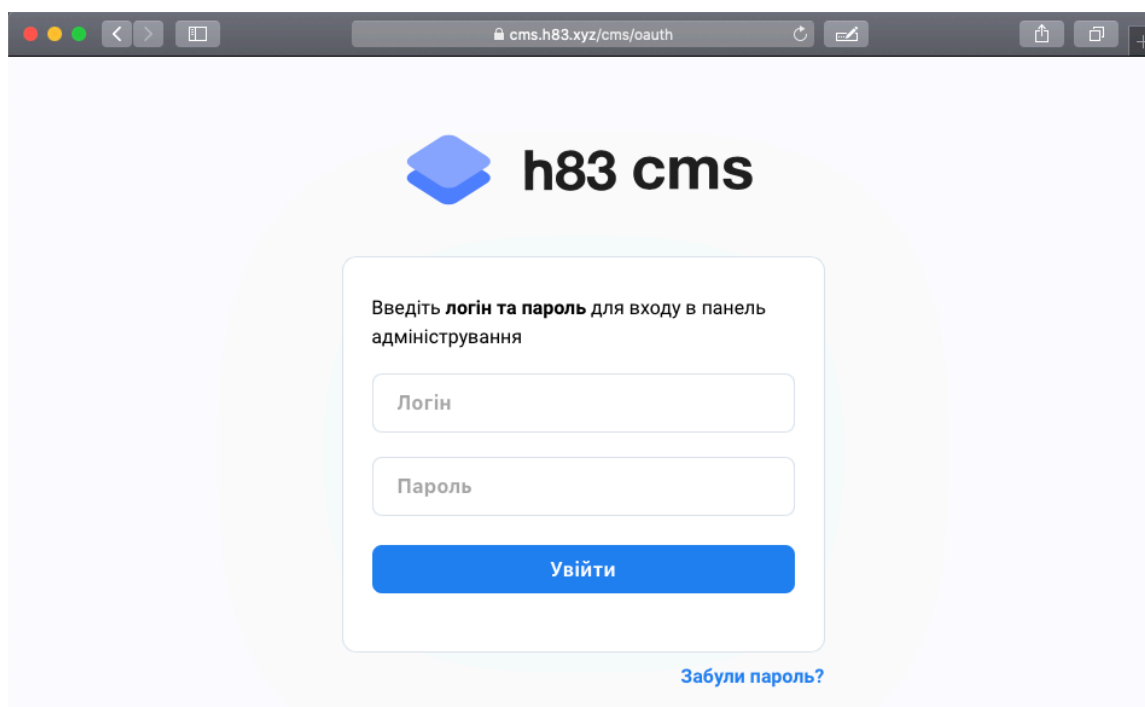 cms.h83.xyz/cms/oauth
h83 cms
Введіть логін та пароль для входу в панель
адміністрування
Логін
Пароль
Увійти
Забули пароль?